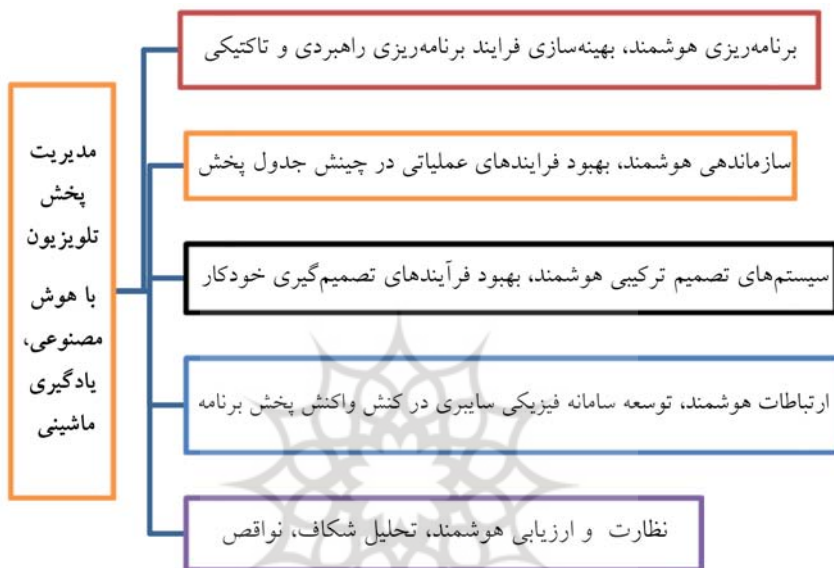 برنامه‌ریزی هوشمند، بهینه‌سازی فرایند برنامه‌ریزی راهبردی و تاکتیکی
مدیریت
پخش
تلویزیون
با هوش
مصنوعی،
یادگیری
ماشینی
سازماندهی هوشمند، بهبود فرایندهای عملیاتی در چینش جدول پخش
سیستم‌های تصمیم ترکیبی هوشمند، بهبود فرآیندهای تصمیم‌گیری خودکار
ارتباطات هوشمند، توسعه سامانه فیزیکی سایبری در کنش واکنش پخش برنامه
نظارت و ارزیابی هوشمند، تحلیل شکاف، نواقص